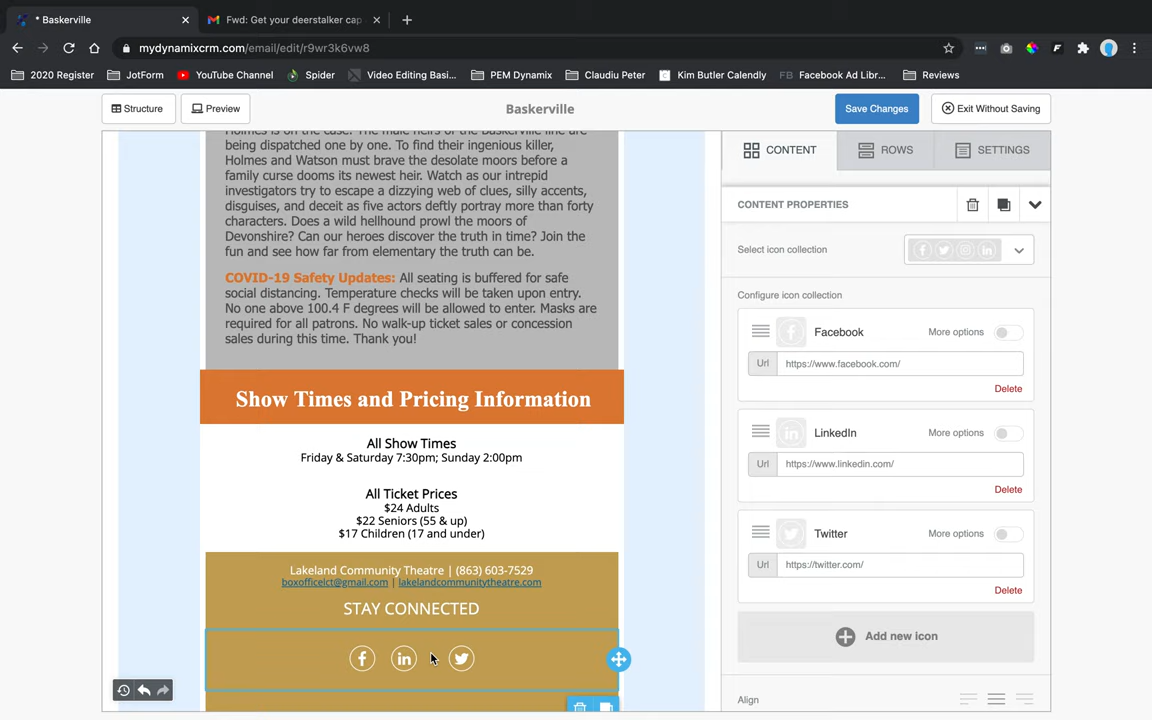 * Baskerville
Fwd: Get your deerstalker cap
mydynamixcrm.com/email/edit/r9wr3k6vw8
2020 Register
JotForm
YouTube Channel
Spider
Video Editing Basi...
PEM Dynamix
Claudiu Peter
Kim Butler Calendly
FB Facebook Ad Libr...
Reviews
Structure
Preview
Baskerville
Save Changes
Exit Without Saving
Holmes is on the case. The male heirs of the Baskerville line are
being dispatched one by one. To find their ingenious killer,
Holmes and Watson must brave the desolate moors before a
family curse dooms its newest heir. Watch as our intrepid
investigators try to escape a dizzying web of clues, silly accents,
disguises, and deceit as five actors deftly portray more than forty
characters. Does a wild hellhound prowl the moors of
Devonshire? Can our heroes discover the truth in time? Join the
fun and see how far from elementary the truth can be.
COVID-19 Safety Updates: All seating is buffered for safe
social distancing. Temperature checks will be taken upon entry.
No one above 100.4 F degrees will be allowed to enter. Masks are
required for all patrons. No walk-up ticket sales or concession
sales during this time. Thank you!
Show Times and Pricing Information
All Show Times
Friday & Saturday 7:30pm; Sunday 2:00pm
All Ticket Prices
$24 Adults
$22 Seniors (55 & up)
$17 Children (17 and under)
Lakeland Community Theatre | (863) 603-7529
boxofficelct@gmail.com | lakelandcommunitytheatre.com
STAY CONNECTED
CONTENT
ROWS
SETTINGS
CONTENT PROPERTIES
Select icon collection
Configure icon collection
Facebook
More options
Url
https://www.facebook.com/
Delete
LinkedIn
More options
Url
https://www.linkedin.com/
Delete
Twitter
More options
Url
https://twitter.com/
Delete
Add new icon
Align